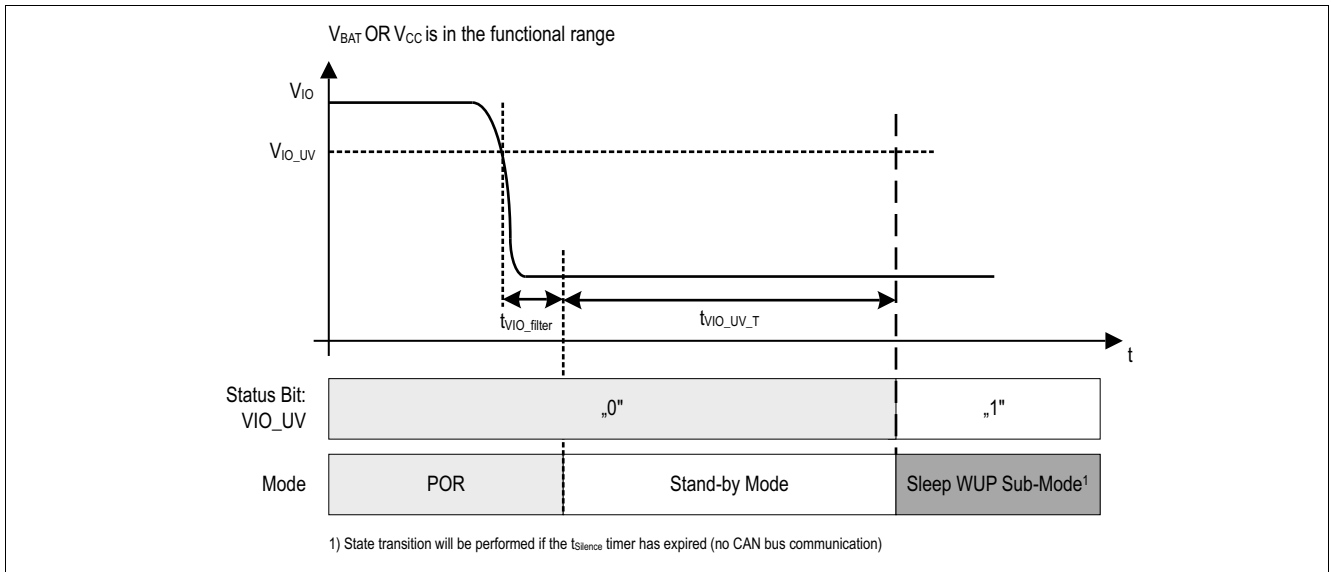 VBAT OR VCC is in the functional range
VIO
VIO_UV
tVIO_filter
tVIO_UV_T
t
Status Bit:
VIO_UV
„0"
„1"
Mode
POR
Stand-by Mode
Sleep WUP Sub-Mode¹
1) State transition will be performed if the tSilence timer has expired (no CAN bus communication)